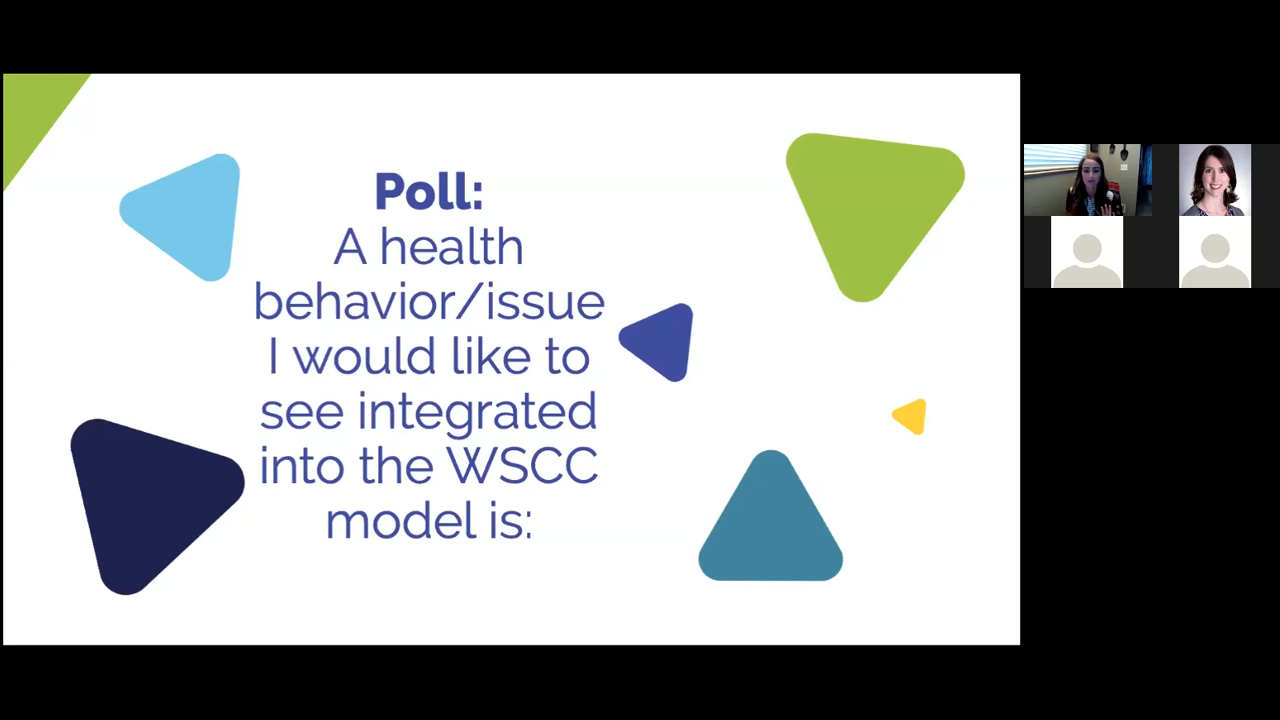 Poll:
A health
behavior/issue
I would like to
see integrated
into the WSCC
model is: